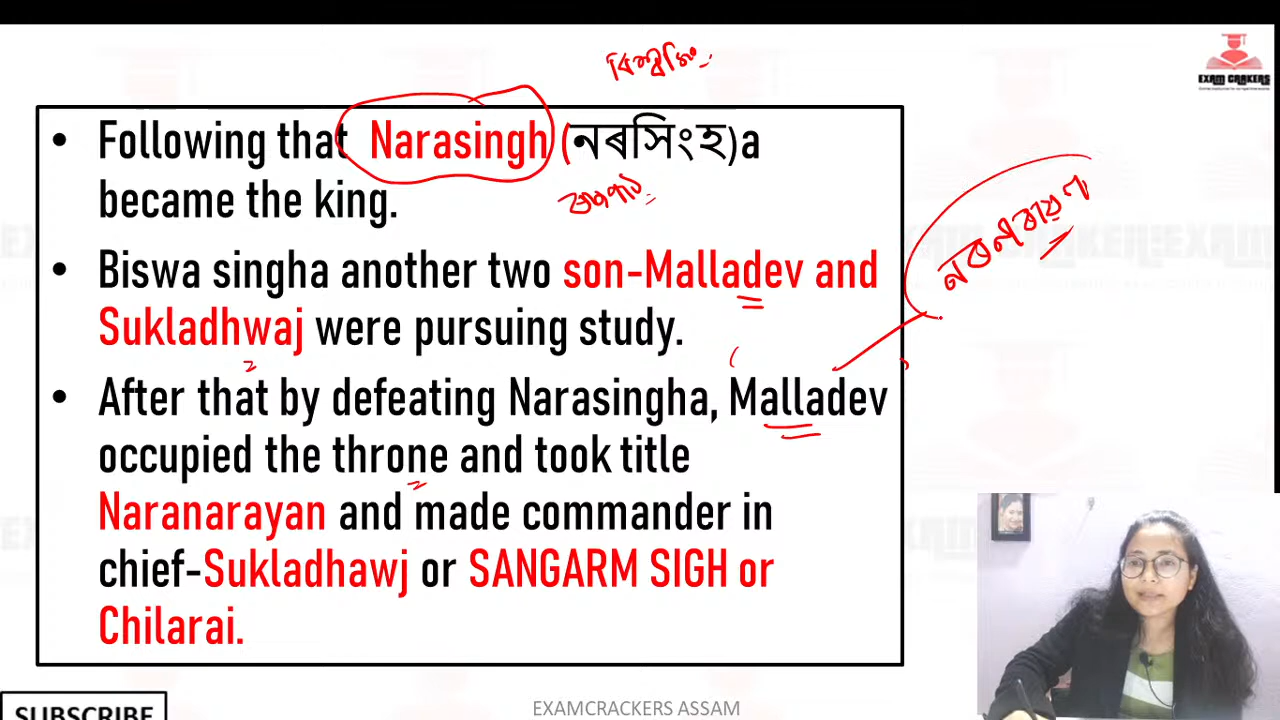 বিশ্বসিং
EXAM CRAKERS
• Following that Narasingh (নৰসিংহ)a
became the king.
• Biswa singha another two son-Malladev and
Sukladhwaj were pursuing study.
• After that by defeating Narasingha, Malladev
occupied the throne and took title
Naranarayan and made commander in
chief-Sukladhawj or SANGARM SIGH or
Chilarai.
নৰনাৰায়ণ
SUBSCRIBE
EXAMCRACKERS ASSAM